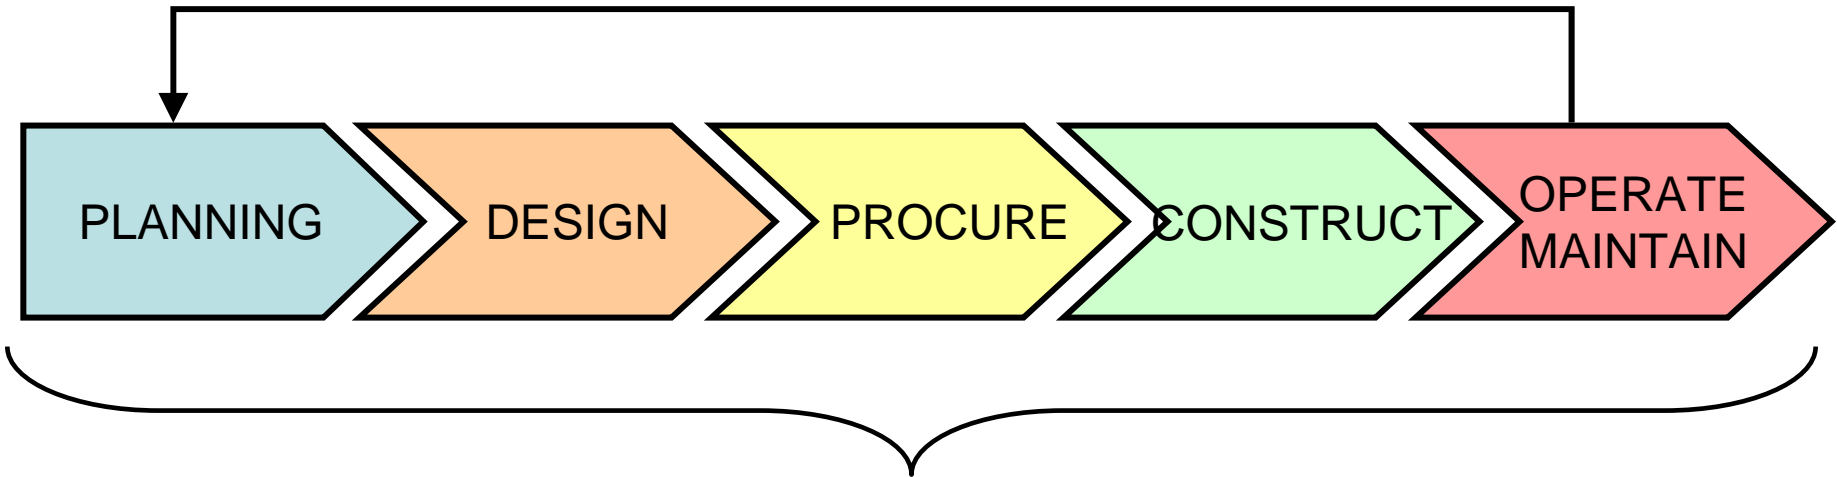 PLANNING
DESIGN
PROCURE
CONSTRUCT
OPERATE
MAINTAIN